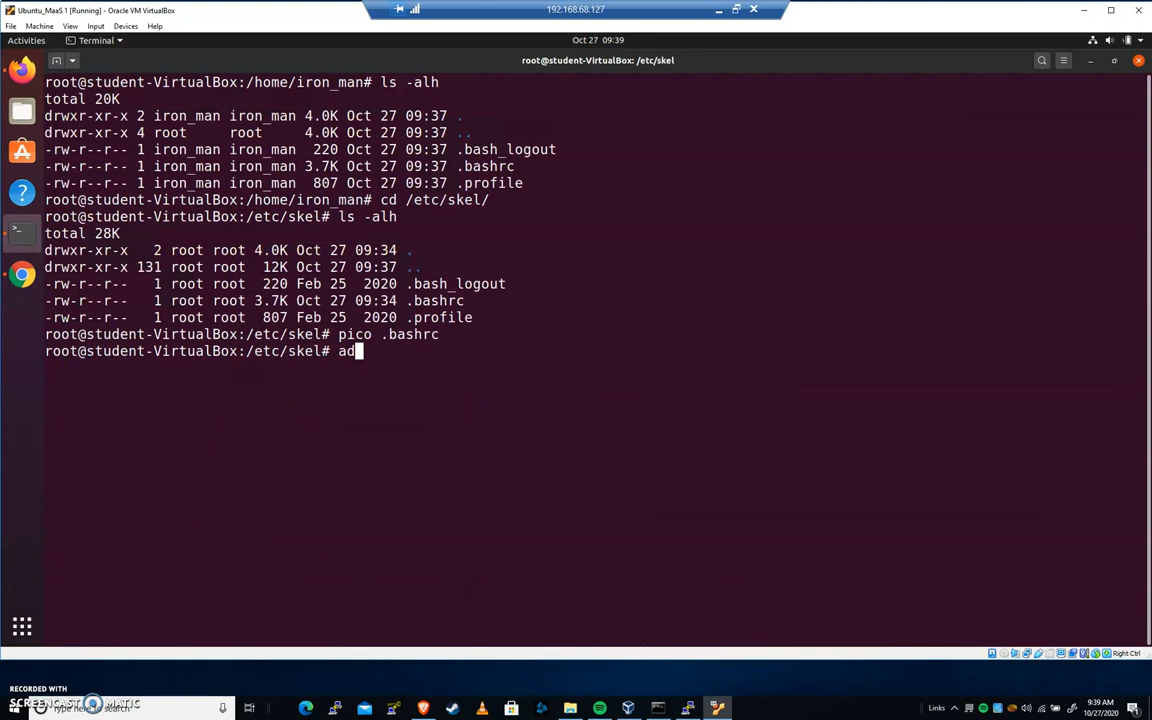 Ubuntu_MaaS 1 [Running] - Oracle VM VirtualBox
192.168.68.127
File Machine View Input Devices Help
Activities Terminal Oct 27 09:39
root@student-VirtualBox: /etc/skel
root@student-VirtualBox:/home/iron_man# ls -alh
total 20K
drwxr-xr-x 2 iron_man iron_man 4.0K Oct 27 09:37 .
drwxr-xr-x 4 root root 4.0K Oct 27 09:37 ..
-rw-r--r-- 1 iron_man iron_man 220 Oct 27 09:37 .bash_logout
-rw-r--r-- 1 iron_man iron_man 3.7K Oct 27 09:37 .bashrc
-rw-r--r-- 1 iron_man iron_man 807 Oct 27 09:37 .profile
root@student-VirtualBox:/home/iron_man# cd /etc/skel/
root@student-VirtualBox:/etc/skel# ls -alh
total 28K
drwxr-xr-x 2 root root 4.0K Oct 27 09:34 .
drwxr-xr-x 131 root root 12K Oct 27 09:37 ..
-rw-r--r-- 1 root root 220 Feb 25 2020 .bash_logout
-rw-r--r-- 1 root root 3.7K Oct 27 09:34 .bashrc
-rw-r--r-- 1 root root 807 Feb 25 2020 .profile
root@student-VirtualBox:/etc/skel# pico .bashrc
root@student-VirtualBox:/etc/skel# ad
Right Ctrl
RECORDED WITH
SCREENCAST MATIC
here to search
Links
9:39 AM
10/27/2020